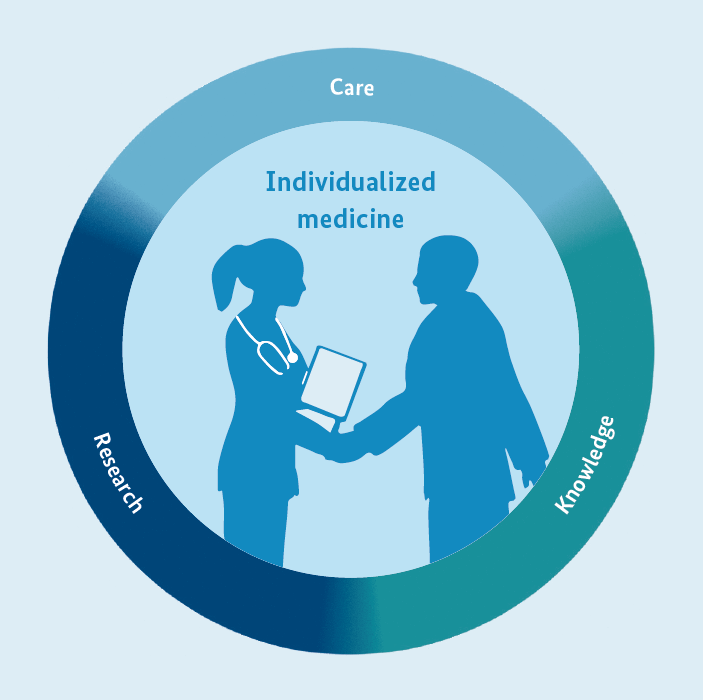 Care
Individualized
medicine
Research
Knowledge